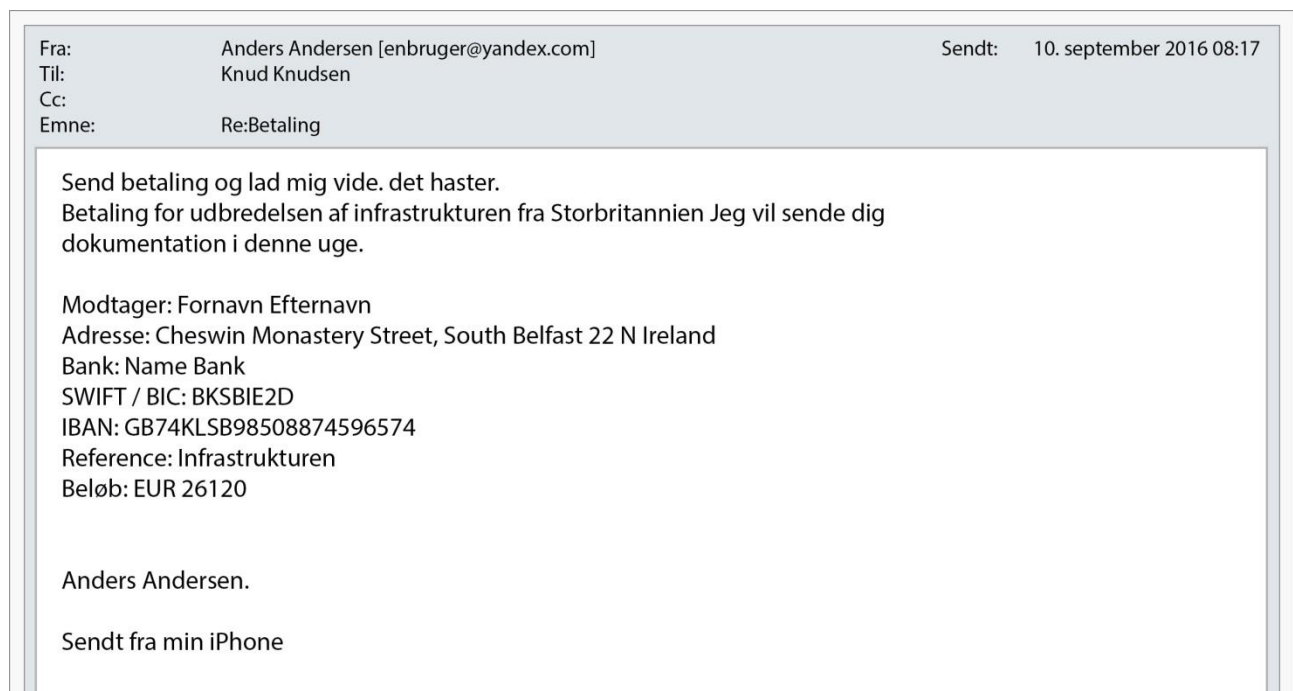 Fra: Anders Andersen [enbruger@yandex.com] Sendt: 10. september 2016 08:17
Til: Knud Knudsen
Cc:
Emne: Re:Betaling
Send betaling og lad mig vide. det haster.
Betaling for udbredelsen af infrastrukturen fra Storbritannien Jeg vil sende dig
dokumentation i denne uge.
Modtager: Fornavn Efternavn
Adresse: Cheswin Monastery Street, South Belfast 22 N Ireland
Bank: Name Bank
SWIFT / BIC: BKSBIE2D
IBAN: GB74KLSB98508874596574
Reference: Infrastrukturen
Beløb: EUR 26120
Anders Andersen.
Sendt fra min iPhone